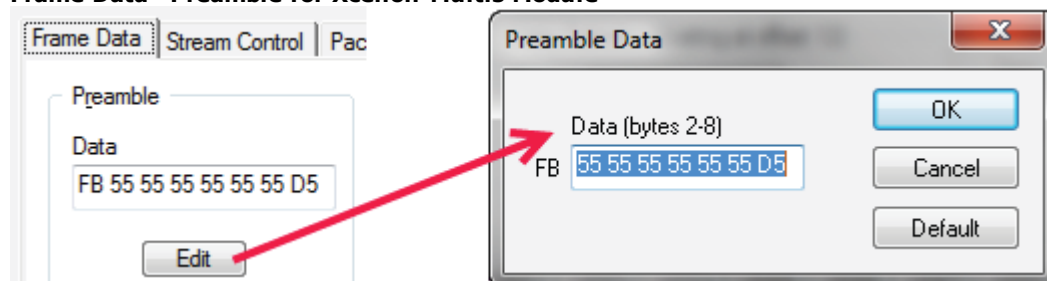 Frame Data - Preamble for Xcellon-Multis Module
Frame Data Stream Control Pac
Preamble
Data
FB 55 55 55 55 55 55 D5
Edit
Preamble Data
Data (bytes 2-8)
FB 55 55 55 55 55 55 D5
OK
Cancel
Default